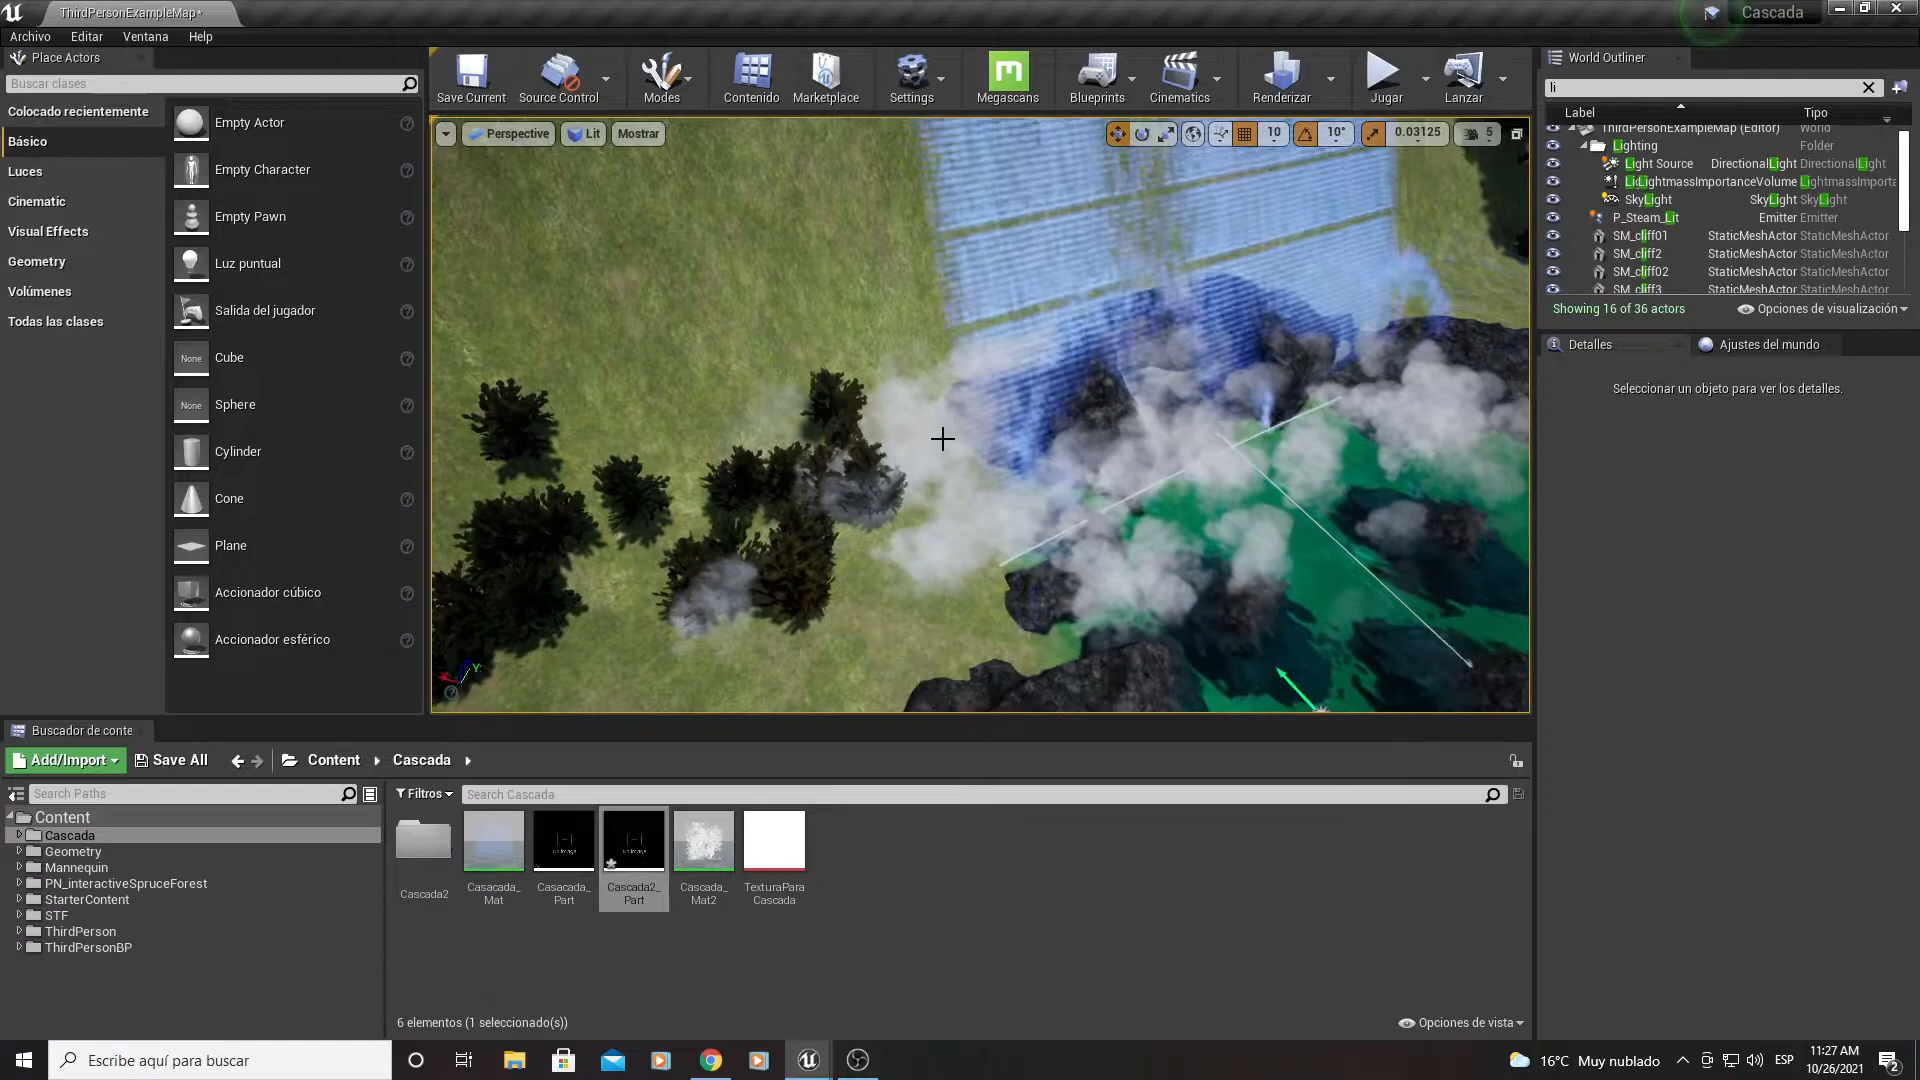 ThirdPersonExampleMap*
Cascada
Archivo
Editar
Ventana
Help
Place Actors
Buscar clases
Colocado recientemente
Básico
Luces
Cinematic
Visual Effects
Geometry
Volúmenes
Todas las clases
Empty Actor
Empty Character
Empty Pawn
Luz puntual
Salida del jugador
None
Cube
None
Sphere
Cylinder
Cone
Plane
Accionador cúbico
Accionador esférico
Save Current
Source Control
Modes
Contenido
Marketplace
Settings
Megascans
Blueprints
Cinematics
Renderizar
Jugar
Lanzar
Perspective
Lit
Mostrar
10
10°
0.03125
5
X
Y
World Outliner
li
Label
Tipo
ThirdPersonExampleMap (Editor) World
Lighting Folder
Light Source DirectionalLight DirectionalLight
LightmassImportanceVolume
SkyLight SkyLight SkyLight
P_Steam_Lit Emitter Emitter
SM_cliff01 StaticMeshActor StaticMeshActor
SM_cliff2 StaticMeshActor StaticMeshActor
SM_cliff02 StaticMeshActor StaticMeshActor
SM_cliff3 StaticMeshActor StaticMeshActor
Showing 16 of 36 actors
Opciones de visualización
Detalles
Ajustes del mundo
Seleccionar un objeto para ver los detalles.
Buscador de conte
Add/Import
Save All
Content
Cascada
Search Paths
Content
Cascada
Geometry
Mannequin
PN_interactiveSpruceForest
StarterContent
STF
ThirdPerson
ThirdPersonBP
Filtros
Search Cascada
Cascada2
Casacada_
Mat
Casacada_
Part
Cascada2_
Part
Cascada_
Mat2
TexturaPara
Cascada
6 elementos (1 seleccionado(s))
Opciones de vista
Escribe aquí para buscar
16°C Muy nublado
ESP
11:27 AM
10/26/2021
2